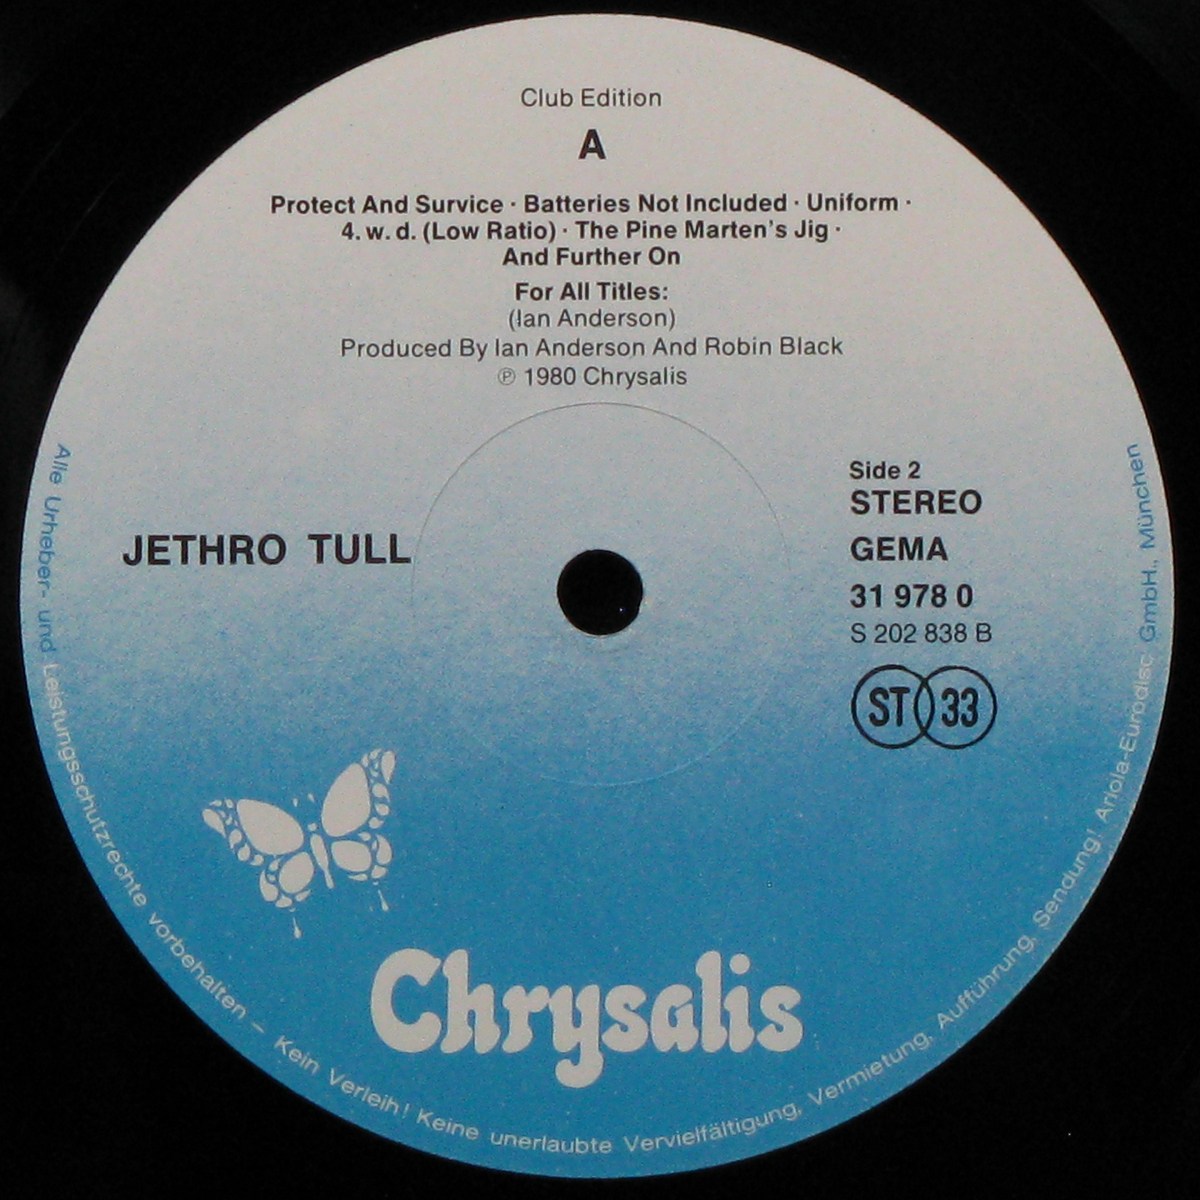 Club Edition
A
Protect And Survice · Batteries Not Included · Uniform ·
4. w. d. (Low Ratio) · The Pine Marten's Jig ·
And Further On
For All Titles:
(Ian Anderson)
Produced By Ian Anderson And Robin Black
℗ 1980 Chrysalis
JETHRO TULL
Side 2
STEREO
GEMA
31 978 0
S 202 838 B
ST 33
Chrysalis
Alle Urheber- und Leistungsschutzrechte vorbehalten – Kein Verleih! Keine unerlaubte Vervielfältigung, Vermietung, Aufführung, Sendung! Ariola-Eurodisc GmbH., München